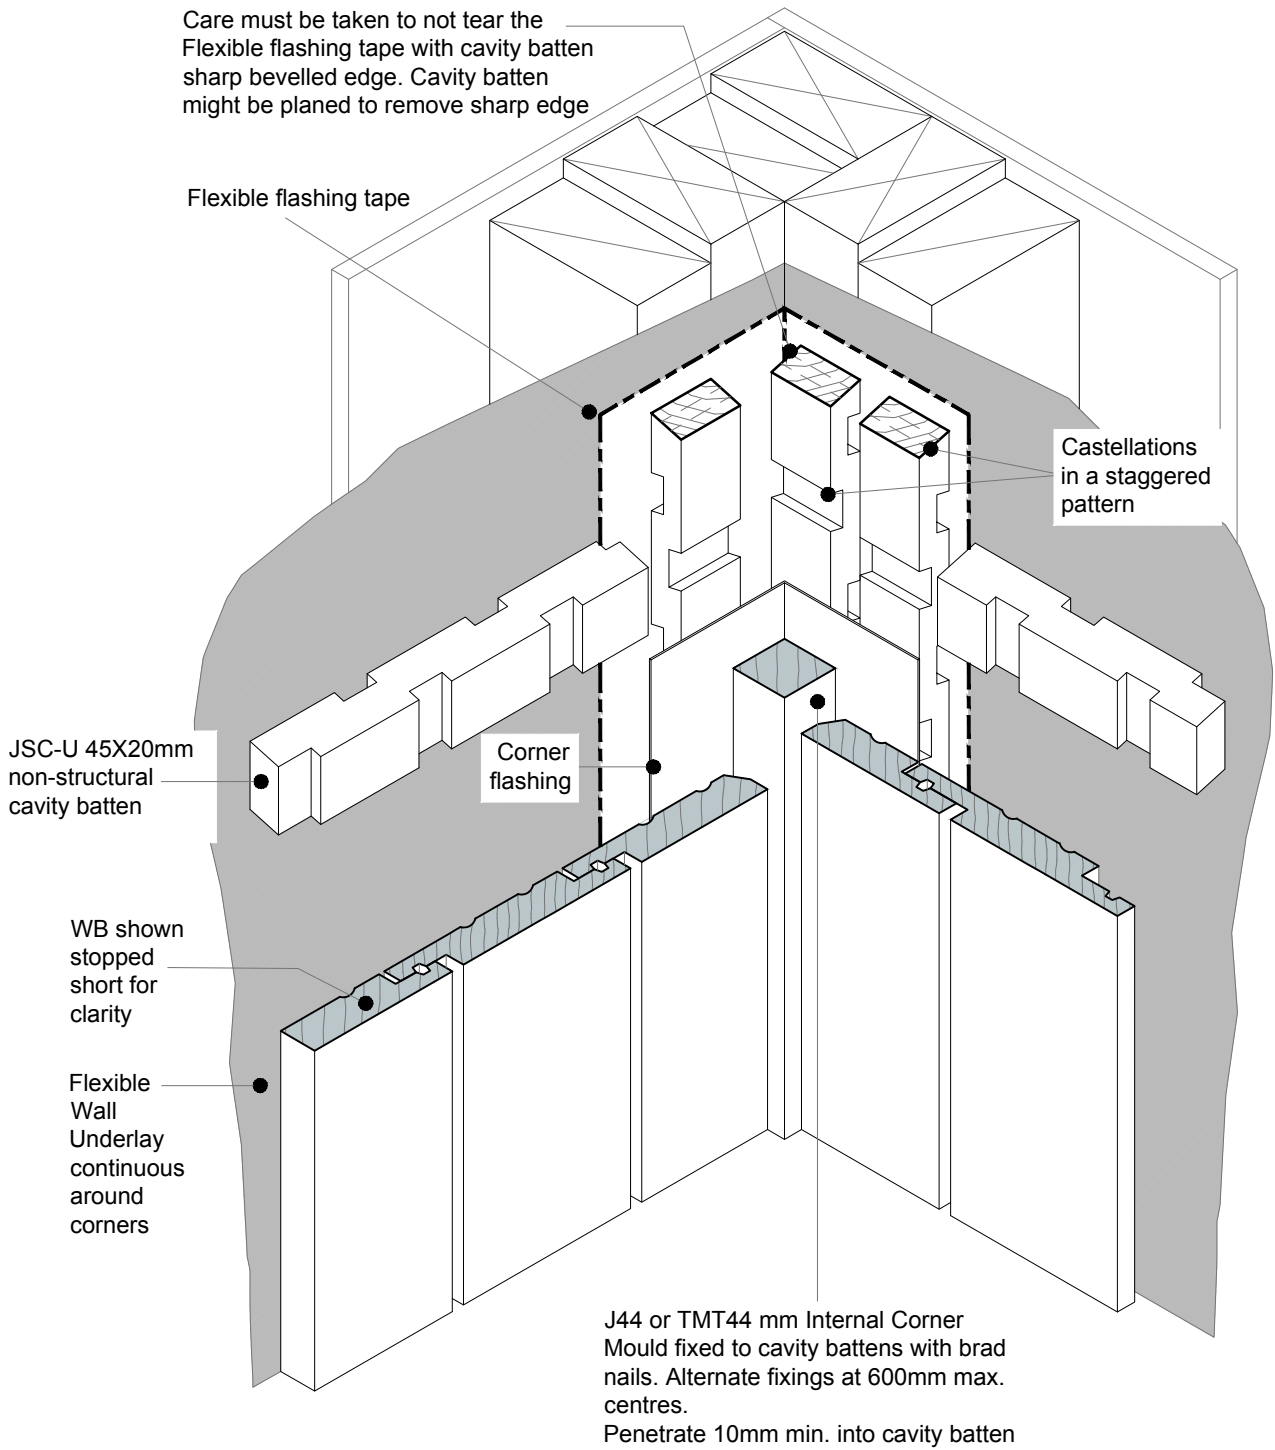 Care must be taken to not tear the
Flexible flashing tape with cavity batten
sharp bevelled edge. Cavity batten
might be planed to remove sharp edge
Flexible flashing tape
Castellations
in a staggered
pattern
JSC-U 45X20mm
non-structural
cavity batten
Corner
flashing
WB shown
stopped
short for
clarity
Flexible
Wall
Underlay
continuous
around
corners
J44 or TMT44 mm Internal Corner
Mould fixed to cavity battens with brad
nails. Alternate fixings at 600mm max.
centres.
Penetrate 10mm min. into cavity batten